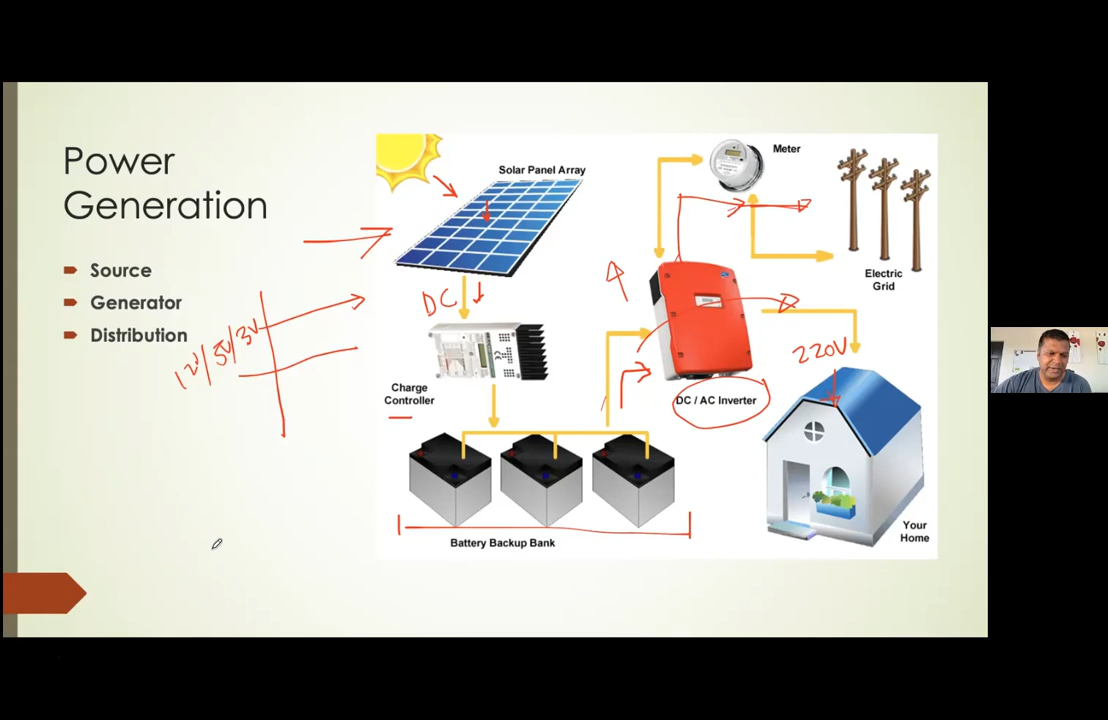 Power
Generation
Source
Generator
Distribution
12V/5V/3V
Solar Panel Array
DC
Charge
Controller
Battery Backup Bank
Meter
Electric
Grid
DC / AC Inverter
220V
Your
Home